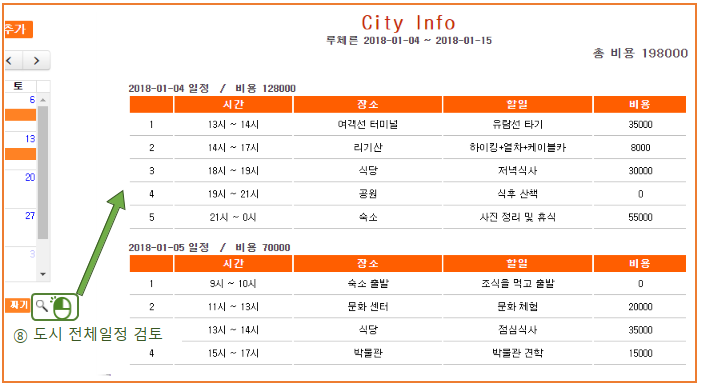 City Info
루체른 2018-01-04 ~ 2018-01-15
총 비용 198000
추가
< >
토
6
13
20
27
3
짜기
⑧ 도시 전체일정 검토
2018-01-04 일정 / 비용 128000
시간 장소 할일 비용
1 13시 ~ 14시 여객선 터미널 유람선 타기 35000
2 14시 ~ 17시 리기산 하이킹+열차+케이블카 8000
3 18시 ~ 19시 식당 저녁식사 30000
4 19시 ~ 21시 공원 식후 산책 0
5 21시 ~ 0시 숙소 사진 정리 및 휴식 55000
2018-01-05 일정 / 비용 70000
시간 장소 할일 비용
1 9시 ~ 10시 숙소 출발 조식을 먹고 출발 0
2 11시 ~ 13시 문화 센터 문화 체험 20000
13시 ~ 14시 식당 점심식사 35000
4 15시 ~ 17시 박물관 박물관 견학 15000